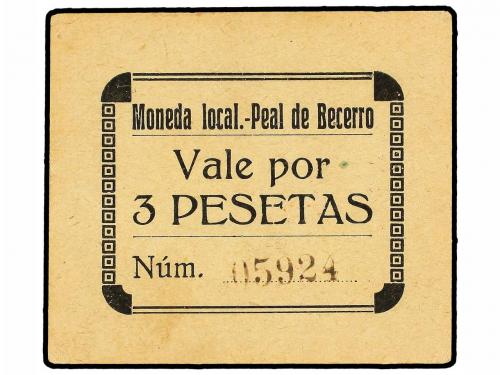 Moneda local.-Peal de Becerro
Vale por
3 PESETAS
Núm. 05924